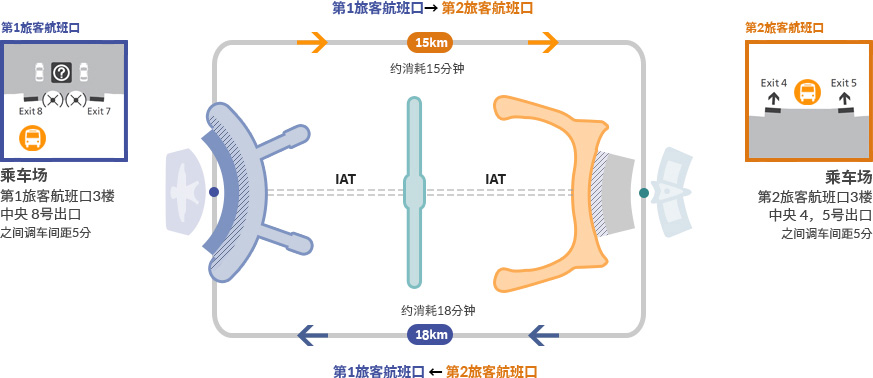 第1旅客航班口→ 第2旅客航班口
第1旅客航班口
第2旅客航班口
15km
约消耗15分钟
?
Exit 8
Exit 7
Exit 4
Exit 5
IAT
IAT
乘车场
第1旅客航班口3楼
中央 8号出口
之间调车间距5分
乘车场
第2旅客航班口3楼
中央 4，5号出口
之间调车间距5分
约消耗18分钟
18km
第1旅客航班口 ← 第2旅客航班口